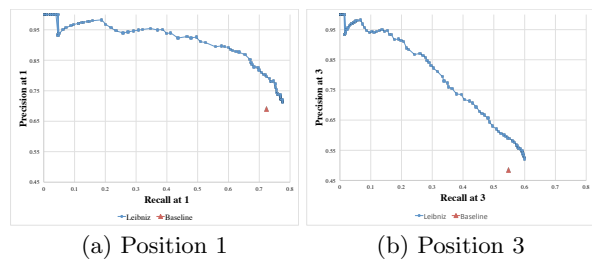 Precision at 1
0.95
0.85
0.75
0.65
0.55
0.45
0 0.1 0.2 0.3 0.4 0.5 0.6 0.7 0.8
Recall at 1
Leibniz Baseline
(a) Position 1
Precision at 3
0.95
0.85
0.75
0.65
0.55
0.45
0 0.1 0.2 0.3 0.4 0.5 0.6 0.7 0.8
Recall at 3
Leibniz Baseline
(b) Position 3